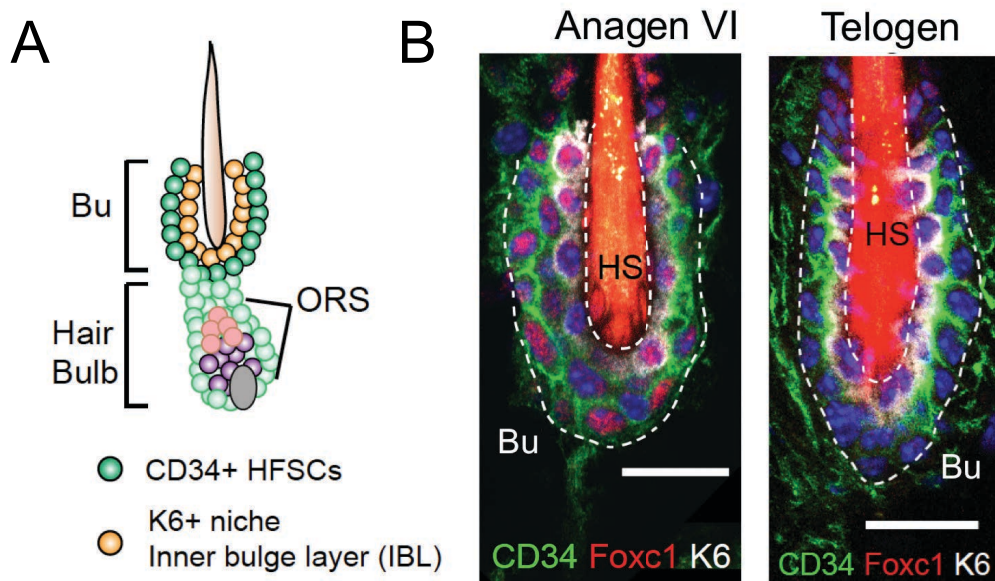 A
Bu
Hair
Bulb
ORS
CD34+ HFSCs
K6+ niche
Inner bulge layer (IBL)
B
Anagen VI
HS
Bu
CD34 Foxc1 K6
Telogen
HS
Bu
CD34 Foxc1 K6